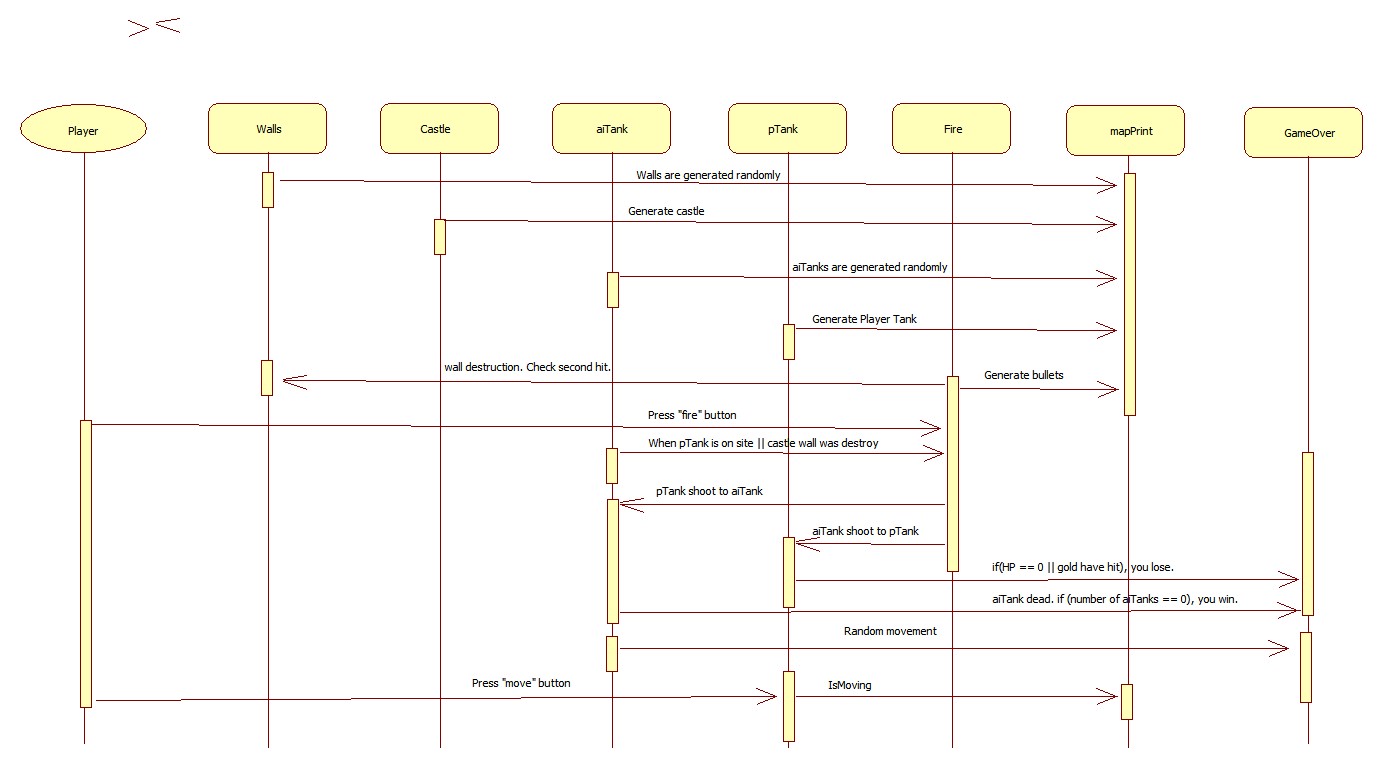 Player
Walls
Castle
aiTank
pTank
Fire
mapPrint
GameOver
Walls are generated randomly
Generate castle
aiTanks are generated randomly
Generate Player Tank
wall destruction. Check second hit.
Generate bullets
Press "fire" button
When pTank is on site || castle wall was destroy
pTank shoot to aiTank
aiTank shoot to pTank
if(HP == 0 || gold have hit), you lose.
aiTank dead. if (number of aiTanks == 0), you win.
Random movement
Press "move" button
IsMoving